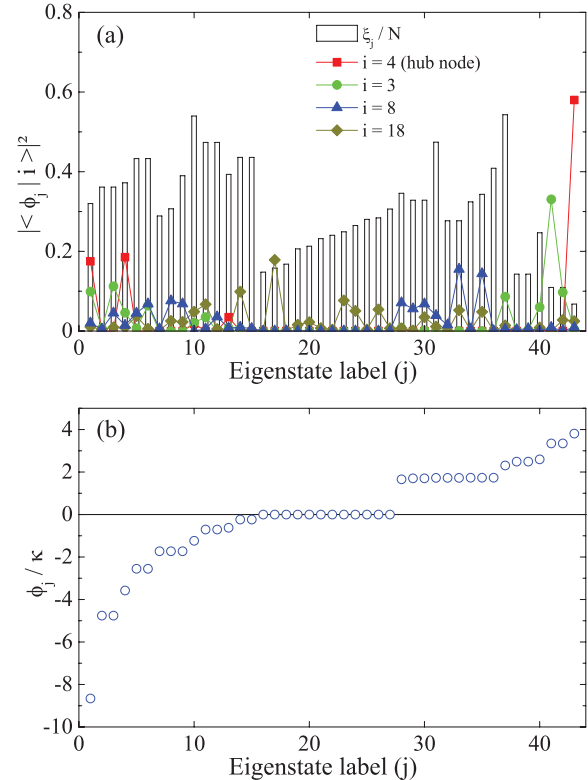 (a)
ξj / N
i = 4 (hub node)
i = 3
i = 8
i = 18
|< ϕj | i >|²
0.8
0.6
0.4
0.2
0
0 10 20 30 40
Eigenstate label (j)
(b)
ϕj / κ
4
2
0
-2
-4
-6
-8
-10
0 10 20 30 40
Eigenstate label (j)